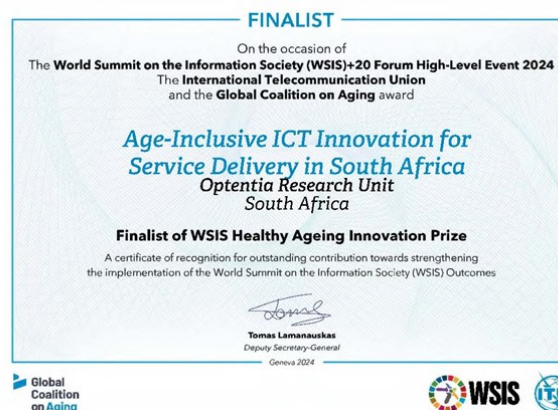 FINALIST
On the occasion of
The World Summit on the Information Society (WSIS)+20 Forum High-Level Event 2024
The International Telecommunication Union
and the Global Coalition on Aging award
Age-Inclusive ICT Innovation for
Service Delivery in South Africa
Optentia Research Unit
South Africa
Finalist of WSIS Healthy Ageing Innovation Prize
A certificate of recognition for outstanding contribution towards strengthening
the implementation of the World Summit on the Information Society (WSIS) Outcomes
Tomas Lamanauskas
Deputy Secretary-General
Geneva 2024
Global
Coalition
on Aging
WSIS